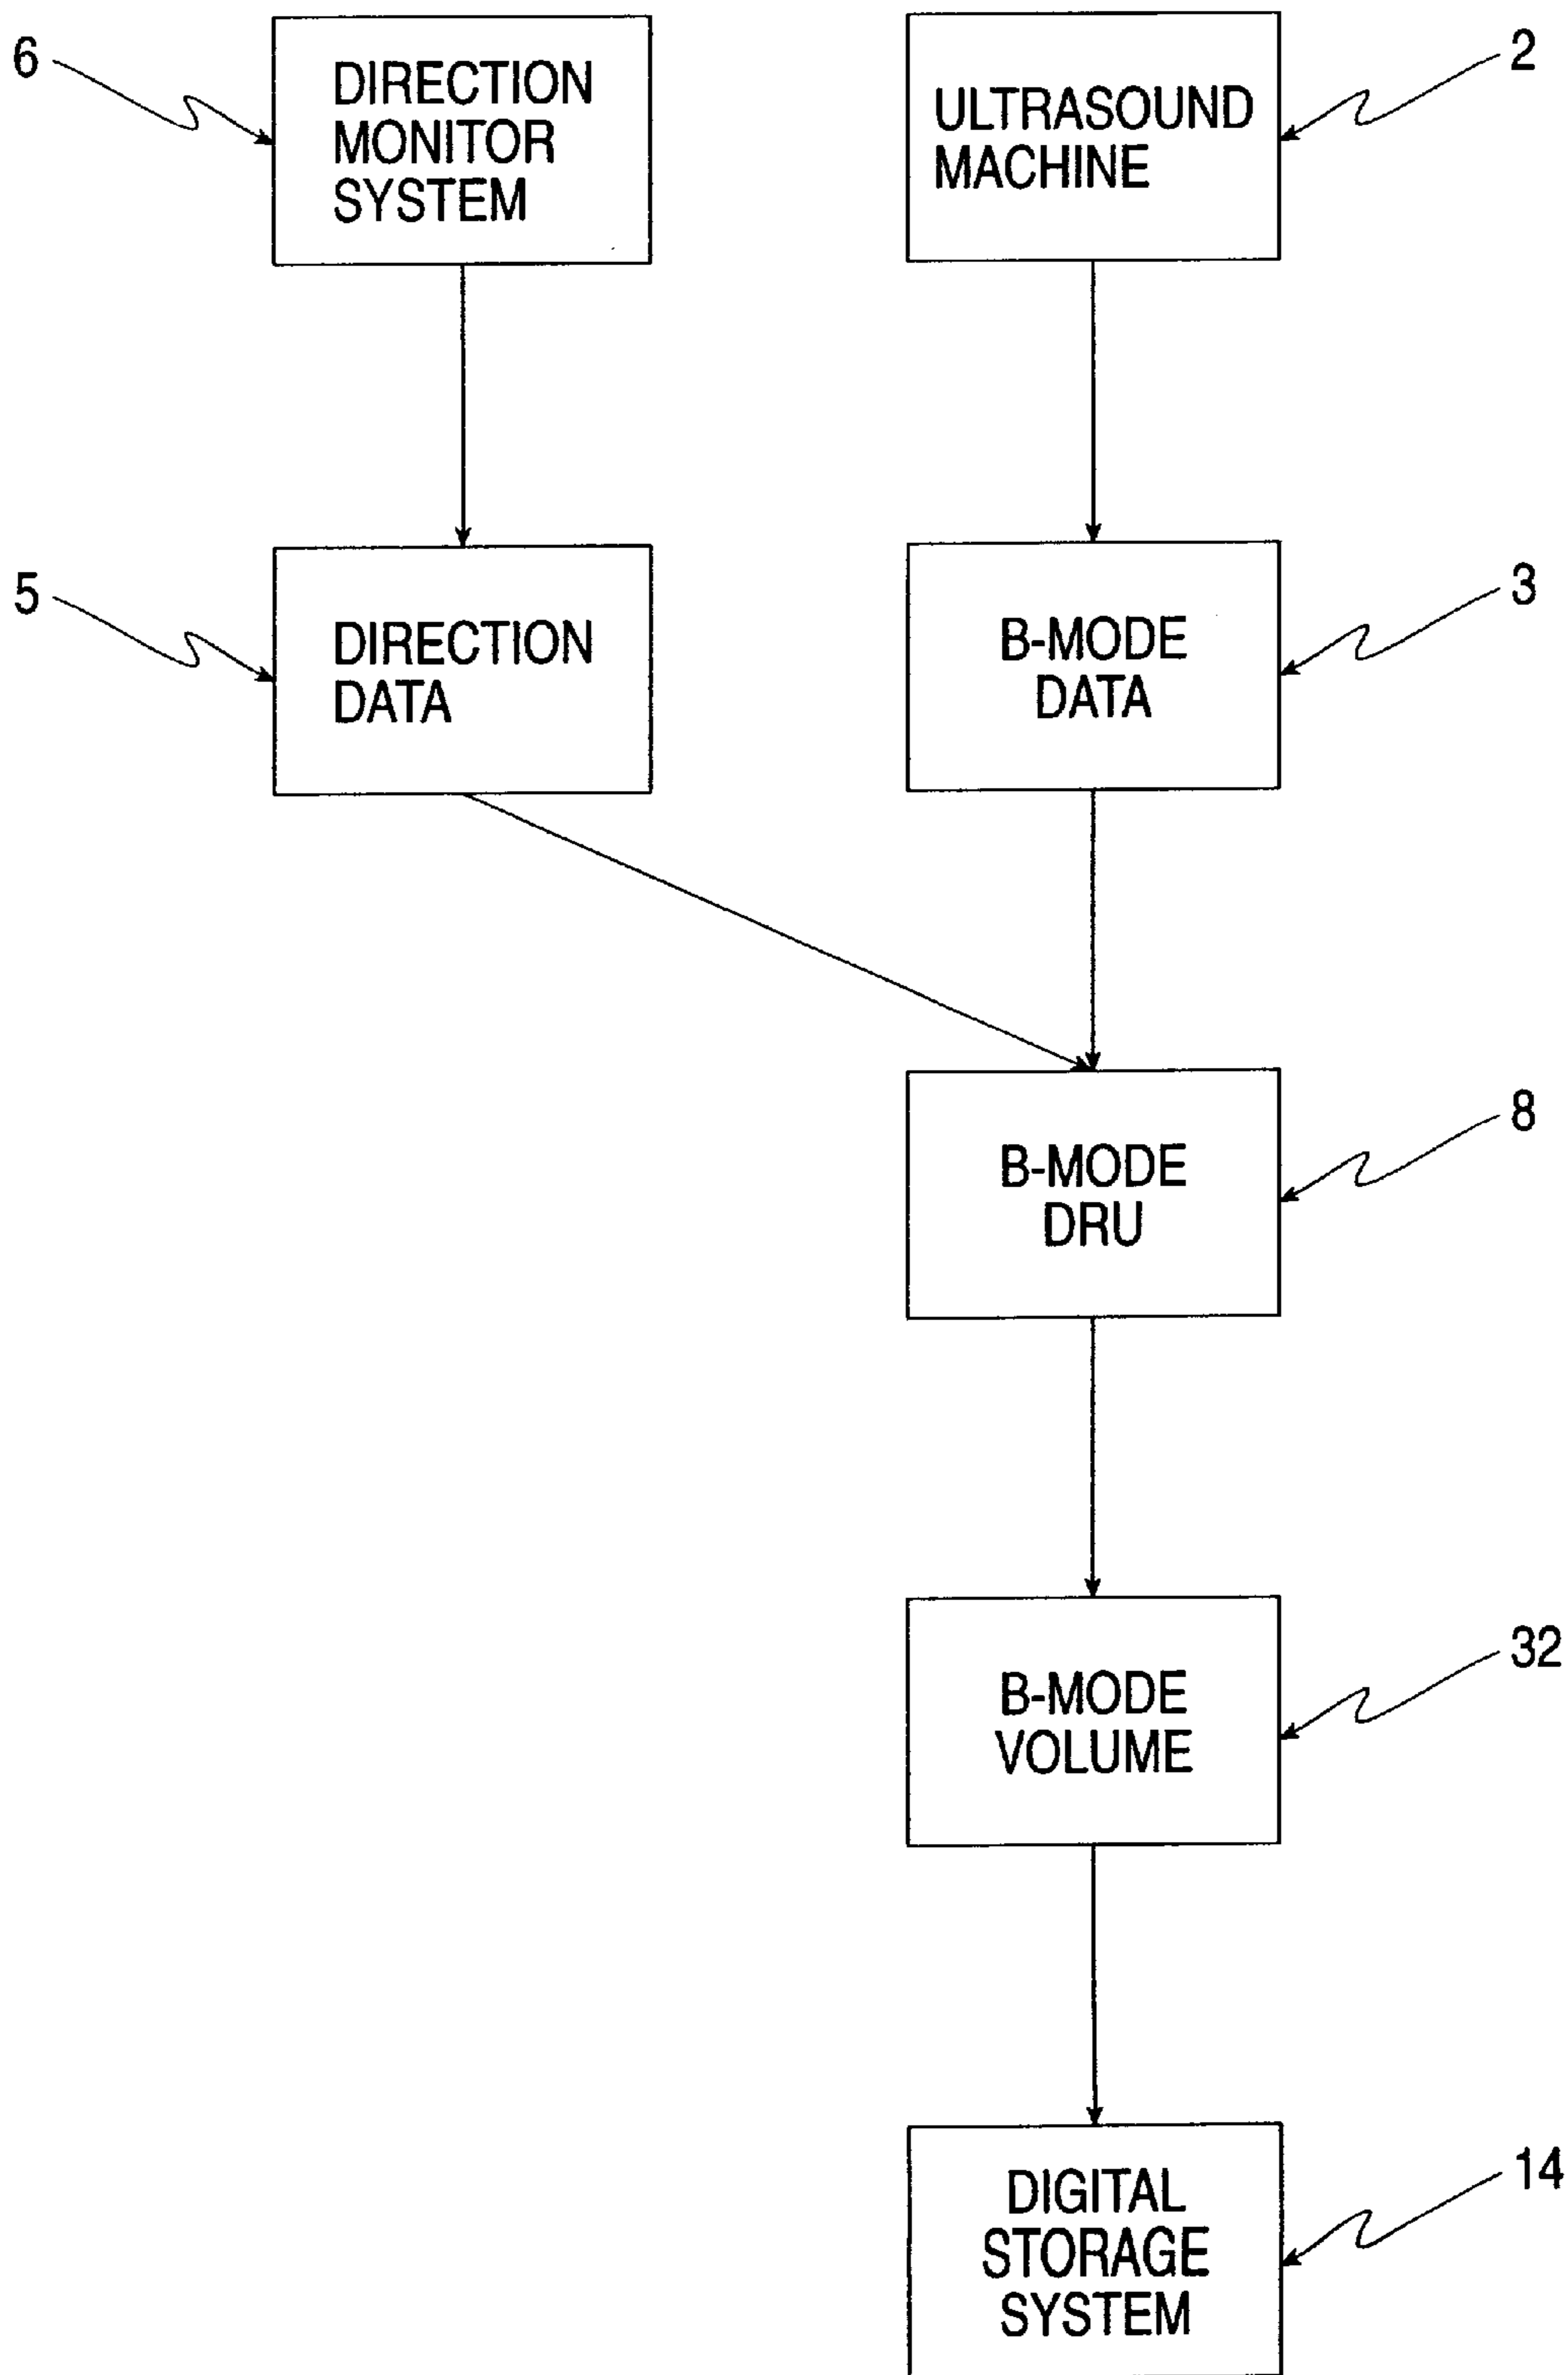 6
DIRECTION
MONITOR
SYSTEM
ULTRASOUND
MACHINE
2
5
DIRECTION
DATA
B-MODE
DATA
3
B-MODE
DRU
8
B-MODE
VOLUME
32
DIGITAL
STORAGE
SYSTEM
14